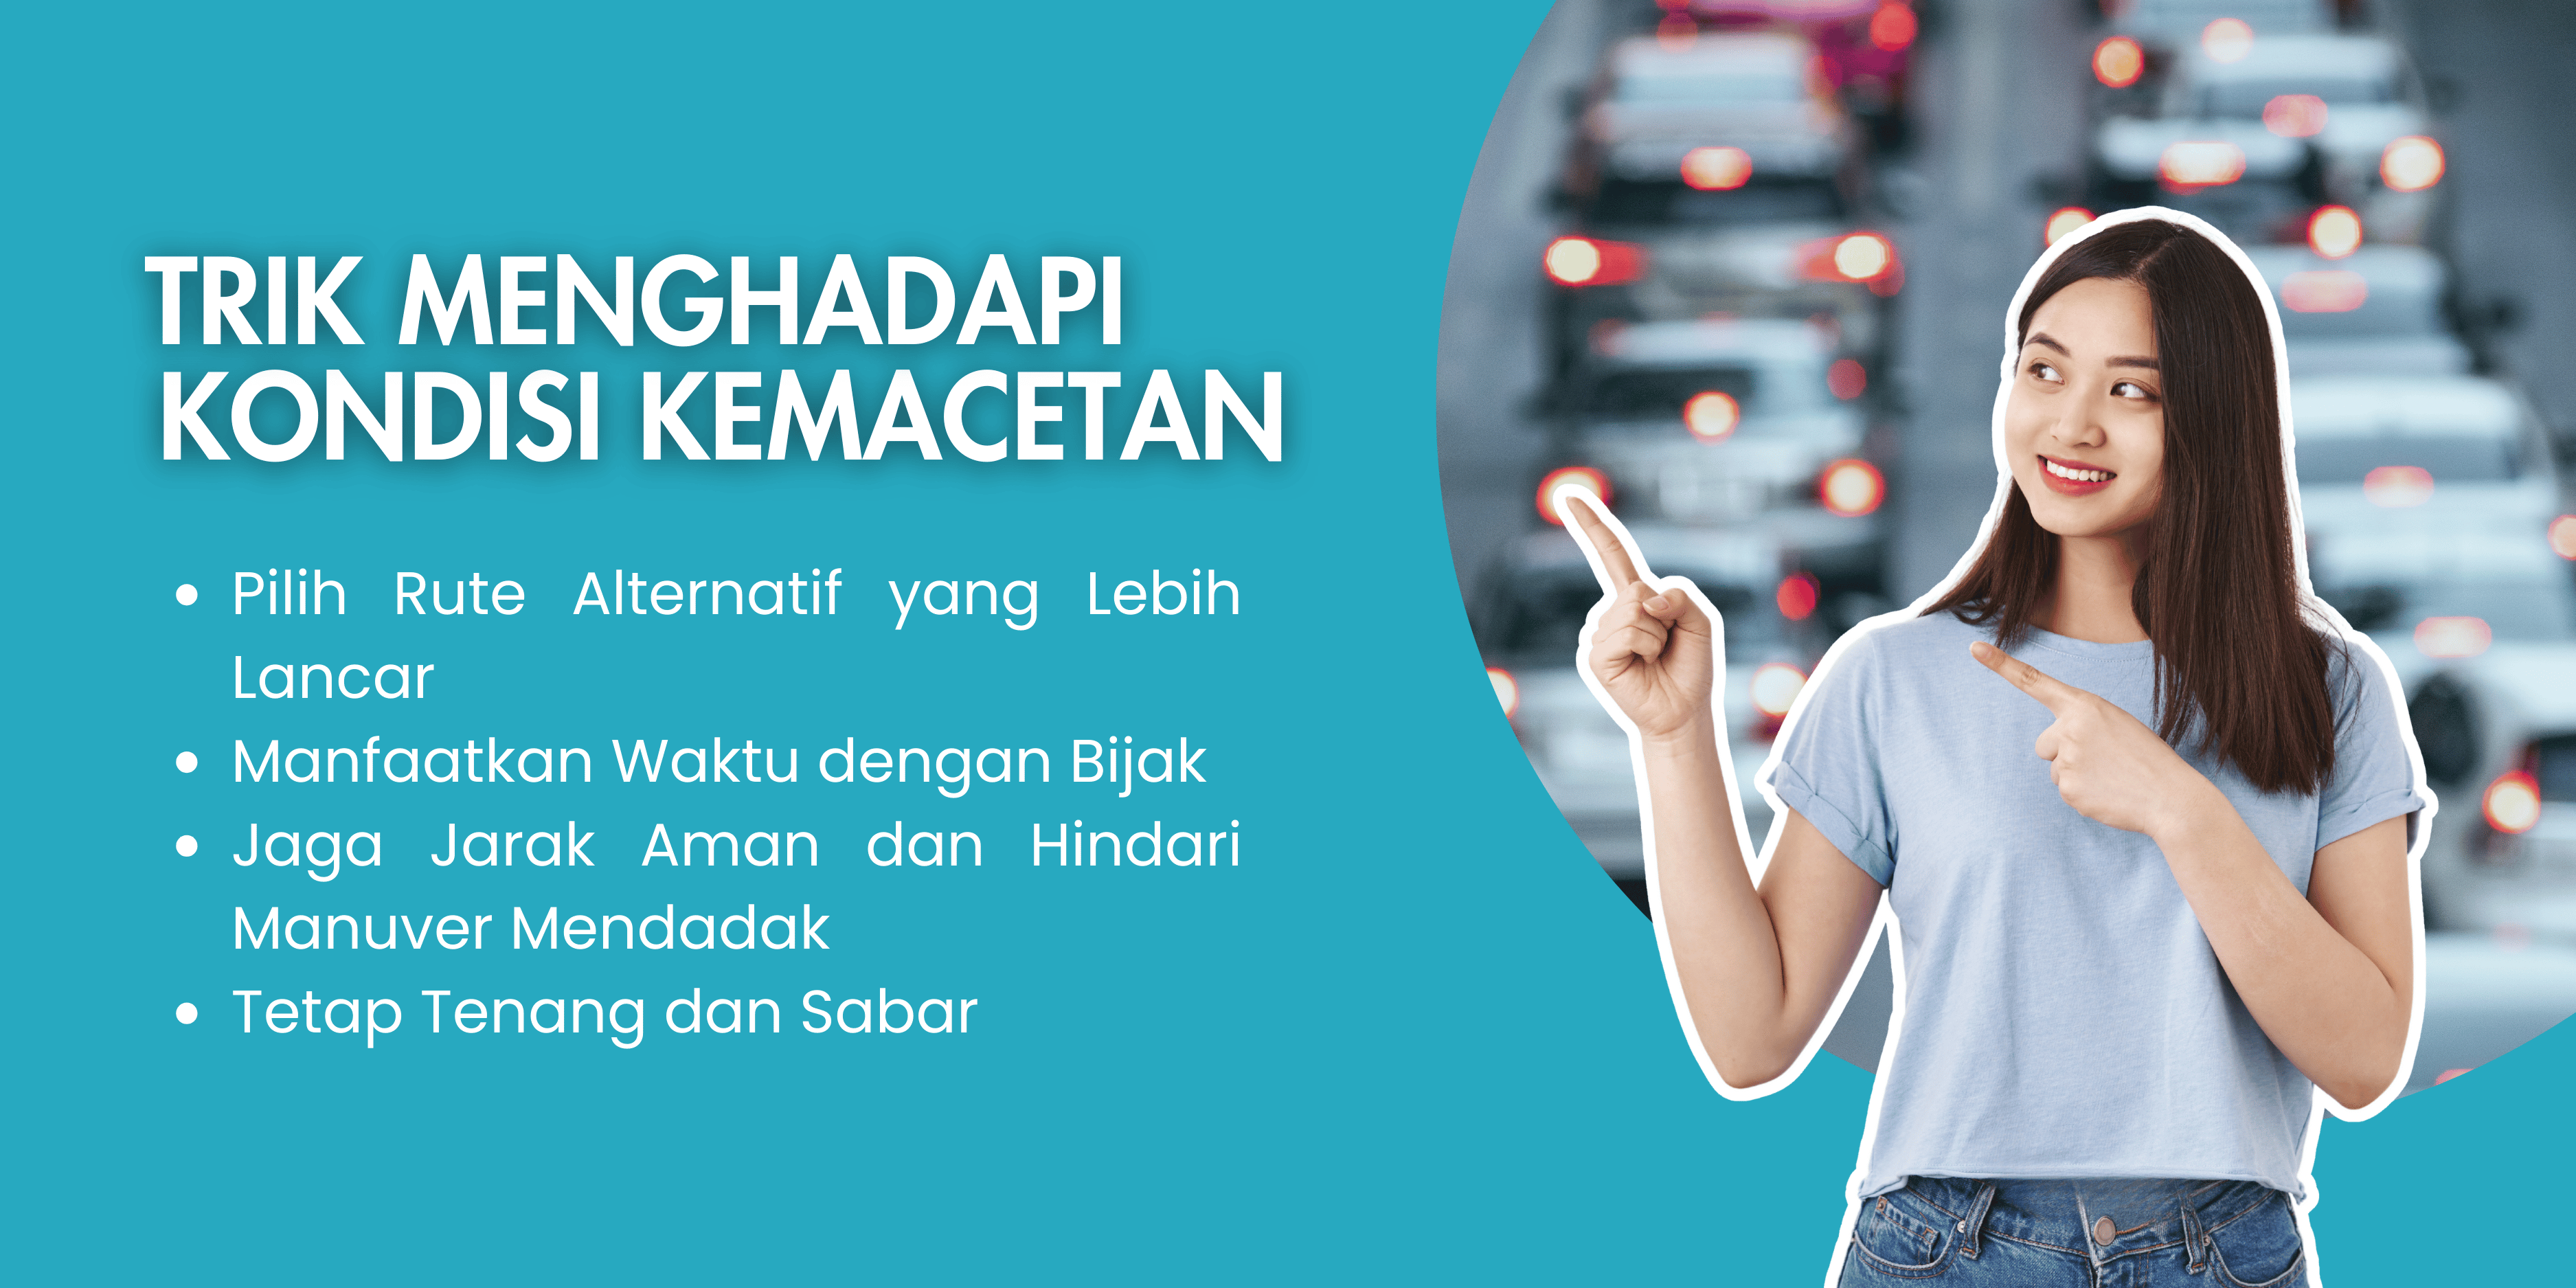 TRIK MENGHADAPI
KONDISI KEMACETAN
• Pilih Rute Alternatif yang Lebih
Lancar
• Manfaatkan Waktu dengan Bijak
• Jaga Jarak Aman dan Hindari
Manuver Mendadak
• Tetap Tenang dan Sabar